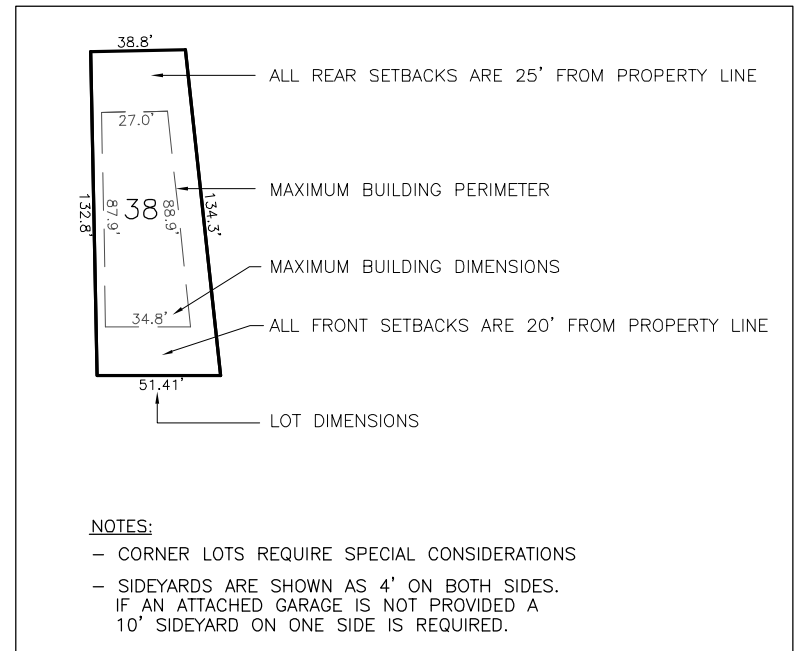 38.8'
ALL REAR SETBACKS ARE 25' FROM PROPERTY LINE
27.0'
MAXIMUM BUILDING PERIMETER
132.8'
87.9'
38
88.9'
134.3'
MAXIMUM BUILDING DIMENSIONS
34.8'
ALL FRONT SETBACKS ARE 20' FROM PROPERTY LINE
51.41'
LOT DIMENSIONS
NOTES:
– CORNER LOTS REQUIRE SPECIAL CONSIDERATIONS
– SIDEYARDS ARE SHOWN AS 4' ON BOTH SIDES.
IF AN ATTACHED GARAGE IS NOT PROVIDED A
10' SIDEYARD ON ONE SIDE IS REQUIRED.